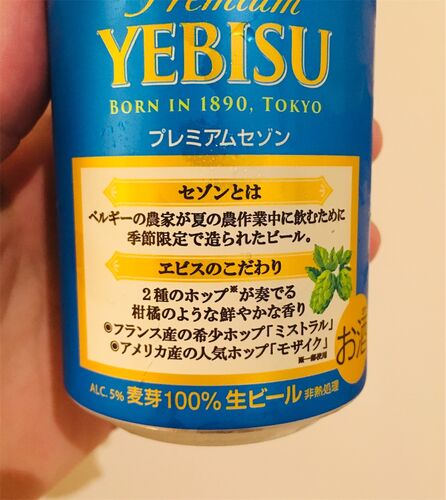 Premium
YEBISU
BORN IN 1890, TOKYO
プレミアムセゾン
セゾンとは
ベルギーの農家が夏の農作業中に飲むために
季節限定で造られたビール。
ヱビスのこだわり
2種のホップ※が奏でる
柑橘のような鮮やかな香り
●フランス産の希少ホップ「ミストラル」
●アメリカ産の人気ホップ「モザイク」
※一部使用
お酒
ALC. 5% 麦芽100% 生ビール 非熱処理